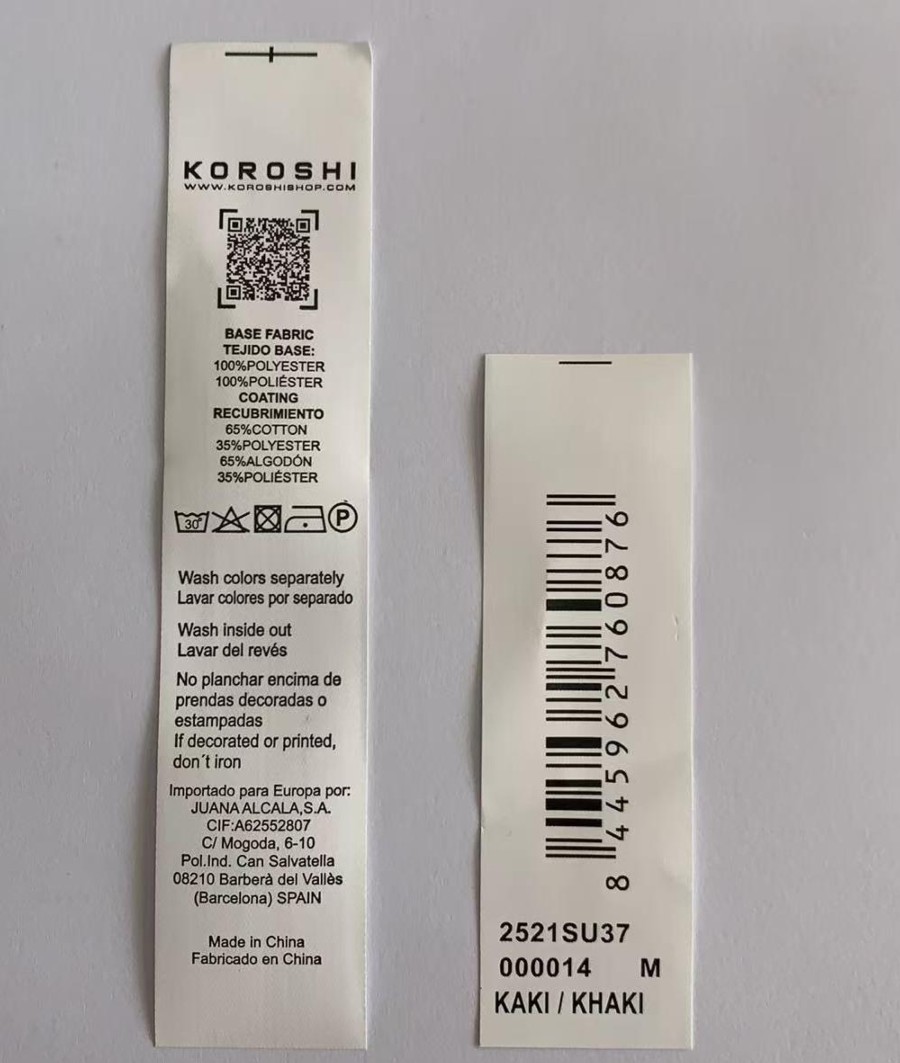 KOROSHI
WWW.KOROSHISHOP.COM
BASE FABRIC
TEJIDO BASE:
100%POLYESTER
100%POLIÉSTER
COATING
RECUBRIMIENTO
65%COTTON
35%POLYESTER
65%ALGODÓN
35%POLIÉSTER
30° P
Wash colors separately
Lavar colores por separado
Wash inside out
Lavar del revés
No planchar encima de
prendas decoradas o
estampadas
If decorated or printed,
don´t iron
Importado para Europa por:
JUANA ALCALA,S.A.
CIF:A62552807
C/ Mogoda, 6-10
Pol.Ind. Can Salvatella
08210 Barberà del Vallès
(Barcelona) SPAIN
Made in China
Fabricado en China
8445962760876
2521SU37
000014 M
KAKI / KHAKI